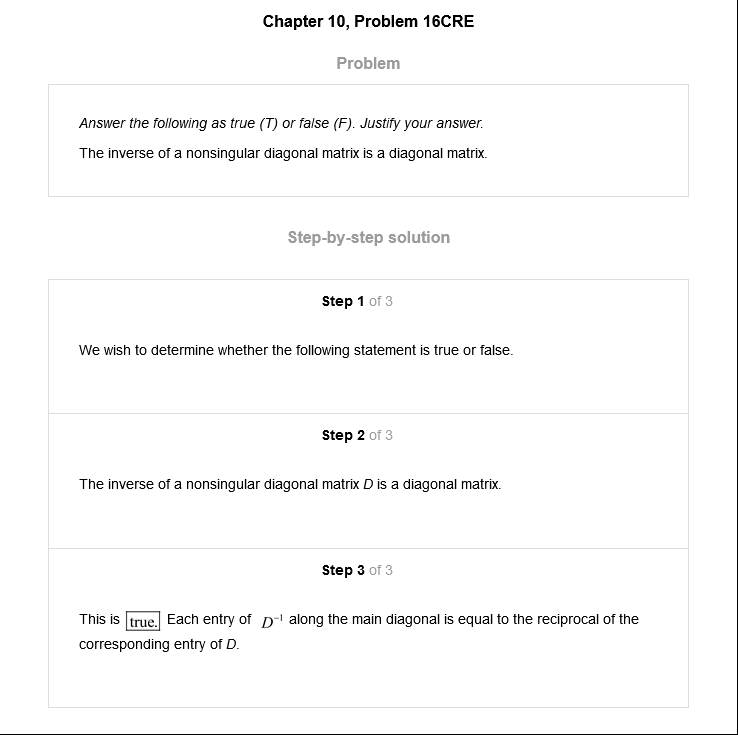 Chapter 10, Problem 16CRE
Problem
Answer the following as true (T) or false (F). Justify your answer.
The inverse of a nonsingular diagonal matrix is a diagonal matrix.
Step-by-step solution
Step 1 of 3
We wish to determine whether the following statement is true or false.
Step 2 of 3
The inverse of a nonsingular diagonal matrix D is a diagonal matrix.
Step 3 of 3
This is true. Each entry of D⁻¹ along the main diagonal is equal to the reciprocal of the
corresponding entry of D.